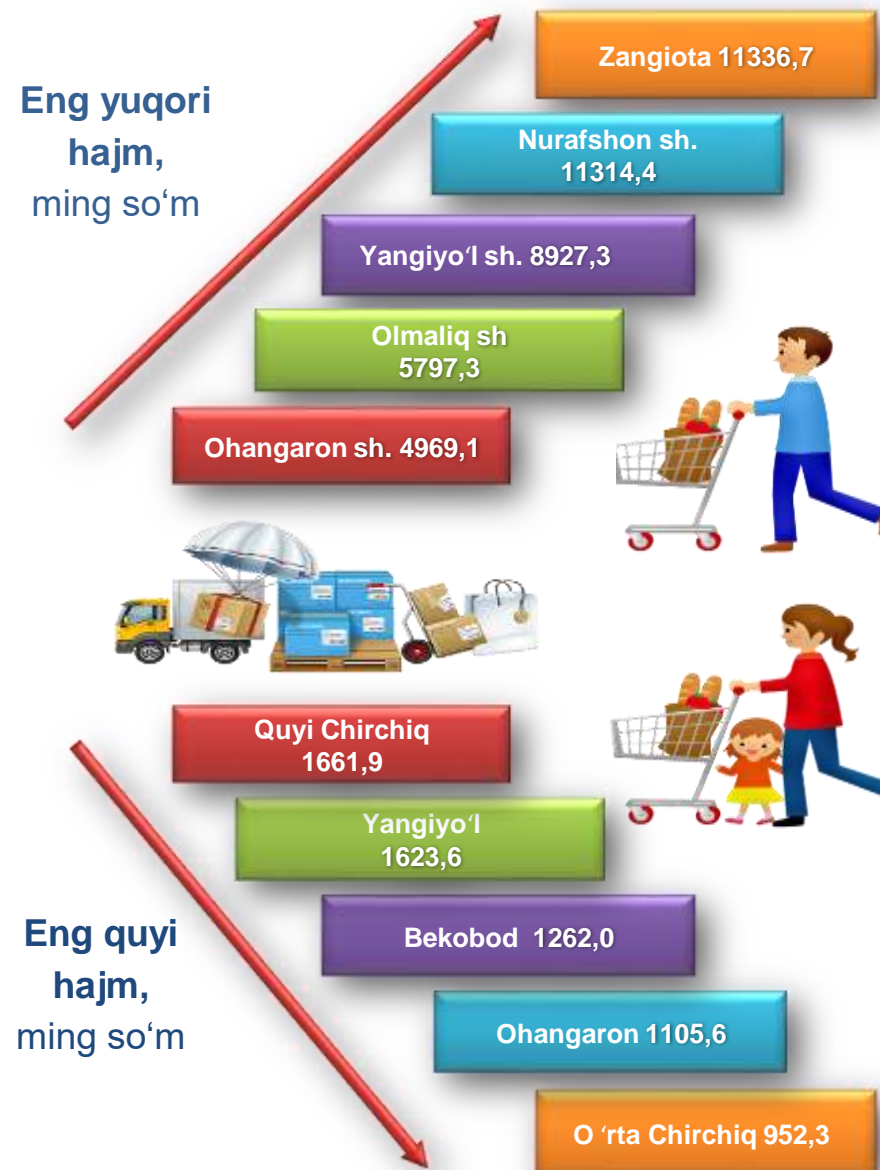 Eng yuqori
hajm,
ming so‘m
Zangiota 11336,7
Nurafshon sh.
11314,4
Yangiyo‘l sh. 8927,3
Olmaliq sh
5797,3
Ohangaron sh. 4969,1
Quyi Chirchiq
1661,9
Yangiyo‘l
1623,6
Bekobod 1262,0
Eng quyi
hajm,
ming so‘m
Ohangaron 1105,6
O ‘rta Chirchiq 952,3